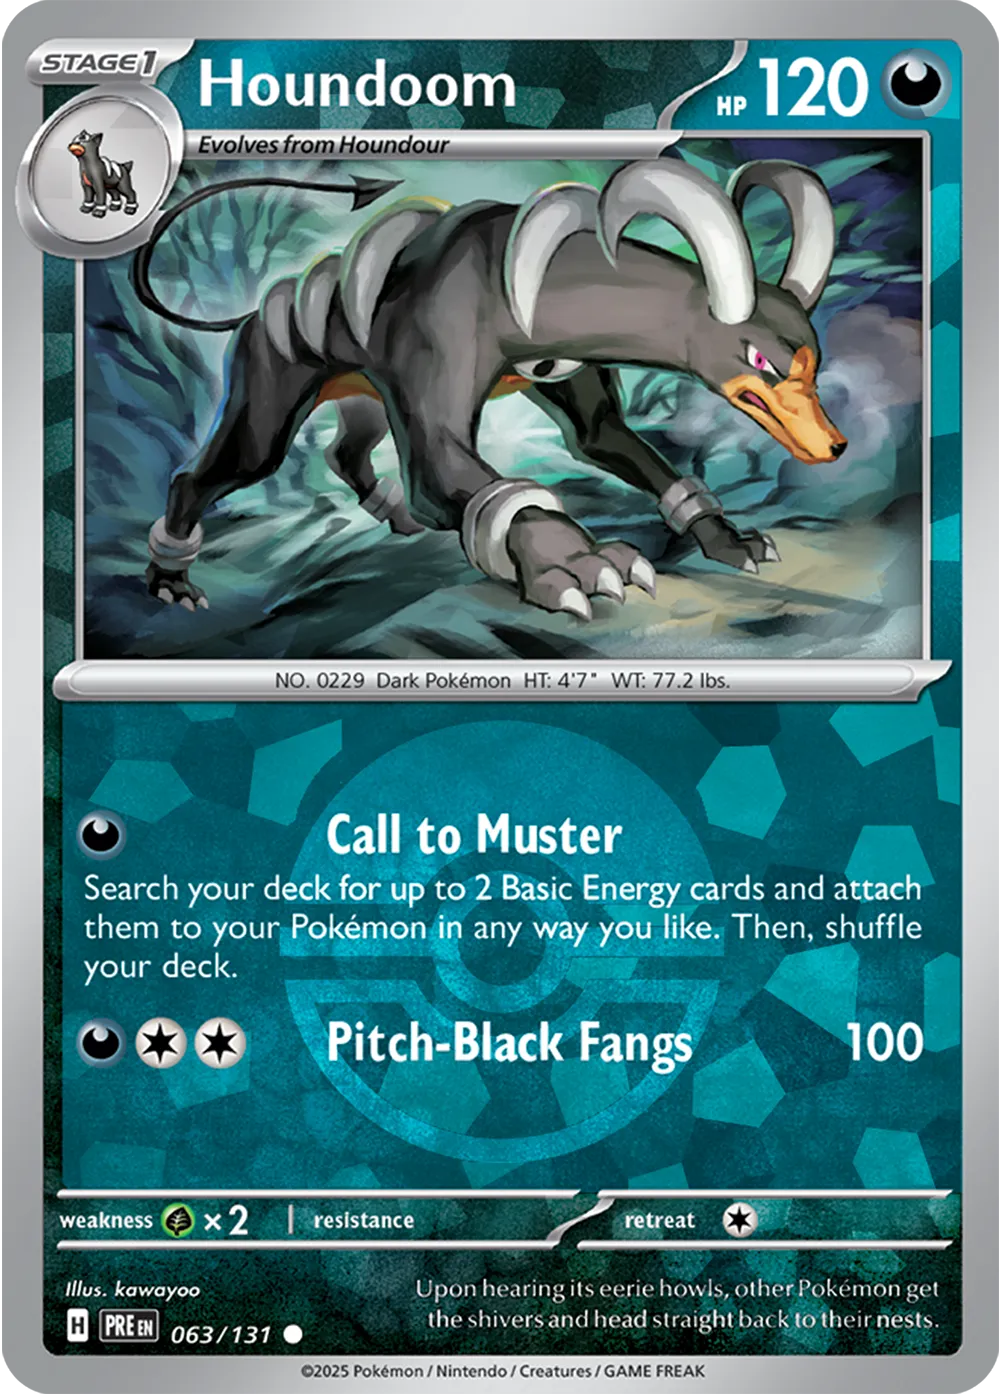 STAGE 1
Houndoom
HP 120
Evolves from Houndour
NO. 0229 Dark Pokémon HT: 4'7" WT: 77.2 lbs.
Call to Muster
Search your deck for up to 2 Basic Energy cards and attach
them to your Pokémon in any way you like. Then, shuffle
your deck.
Pitch-Black Fangs 100
weakness ×2 resistance retreat
Illus. kawayoo
Upon hearing its eerie howls, other Pokémon get
the shivers and head straight back to their nests.
H PRE EN 063/131
©2025 Pokémon / Nintendo / Creatures / GAME FREAK